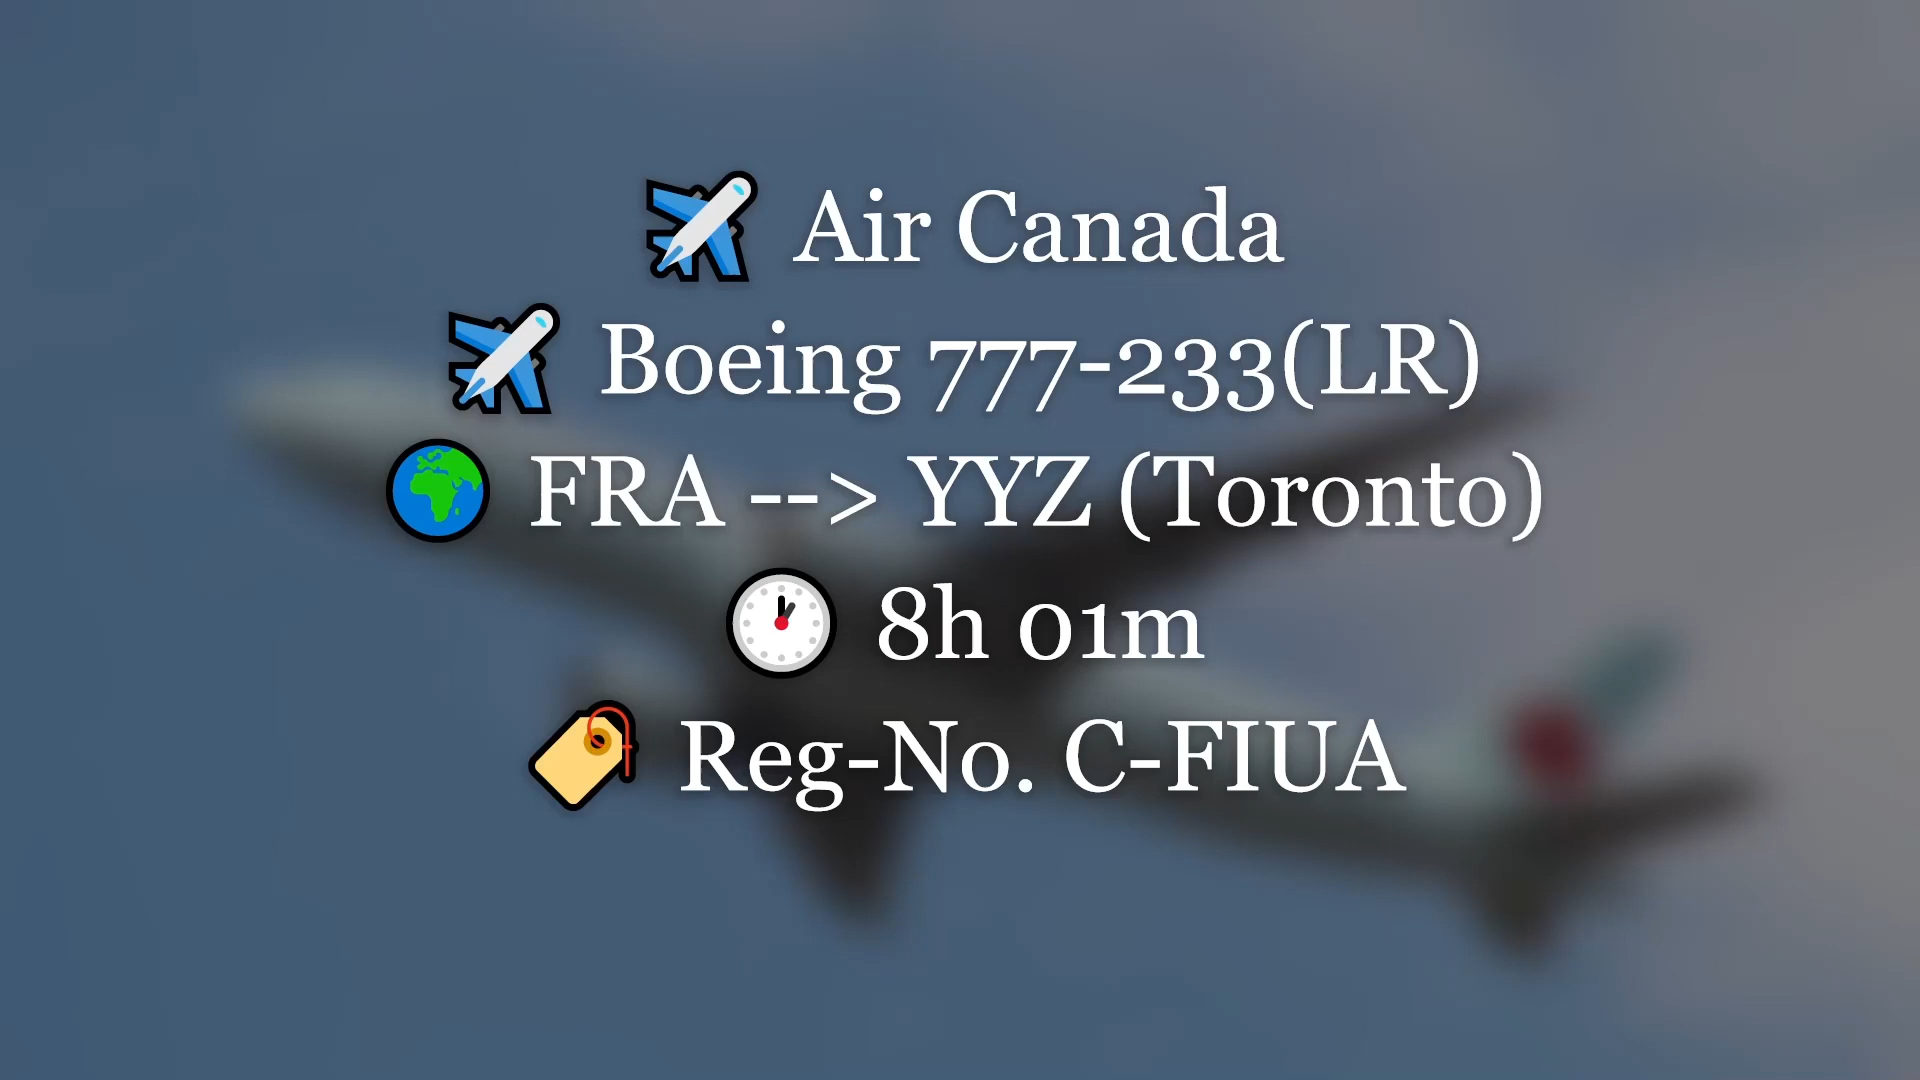 ✈️ Air Canada
✈️ Boeing 777-233(LR)
🌍 FRA --> YYZ (Toronto)
🕐 8h 01m
🏷️ Reg-No. C-FIUA